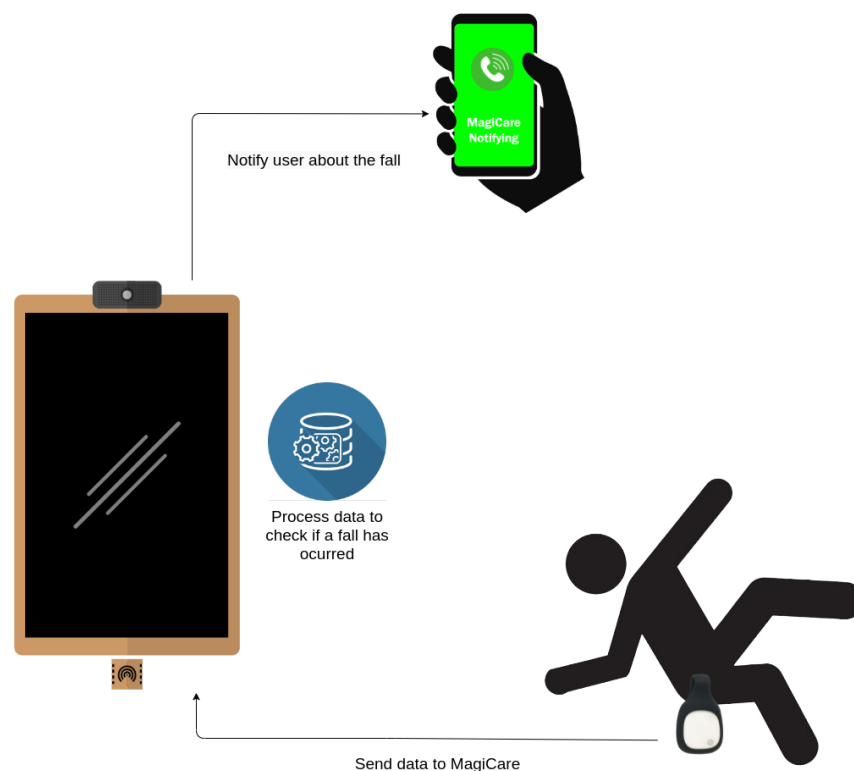 MagiCare
Notifying
Notify user about the fall
Process data to
check if a fall has
ocurred
Send data to MagiCare